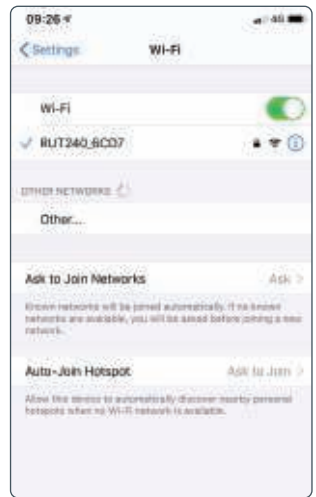 09:26
4G
Settings
Wi-Fi
Wi-Fi
RUT240_6CD7
OTHER NETWORKS
Other...
Ask to Join Networks
Ask
Known networks will be joined automatically. If no known
networks are available, you will be asked before joining a new
network.
Auto-Join Hotspot
Ask to Join
Allow this device to automatically discover nearby personal
hotspots when no Wi-Fi network is available.